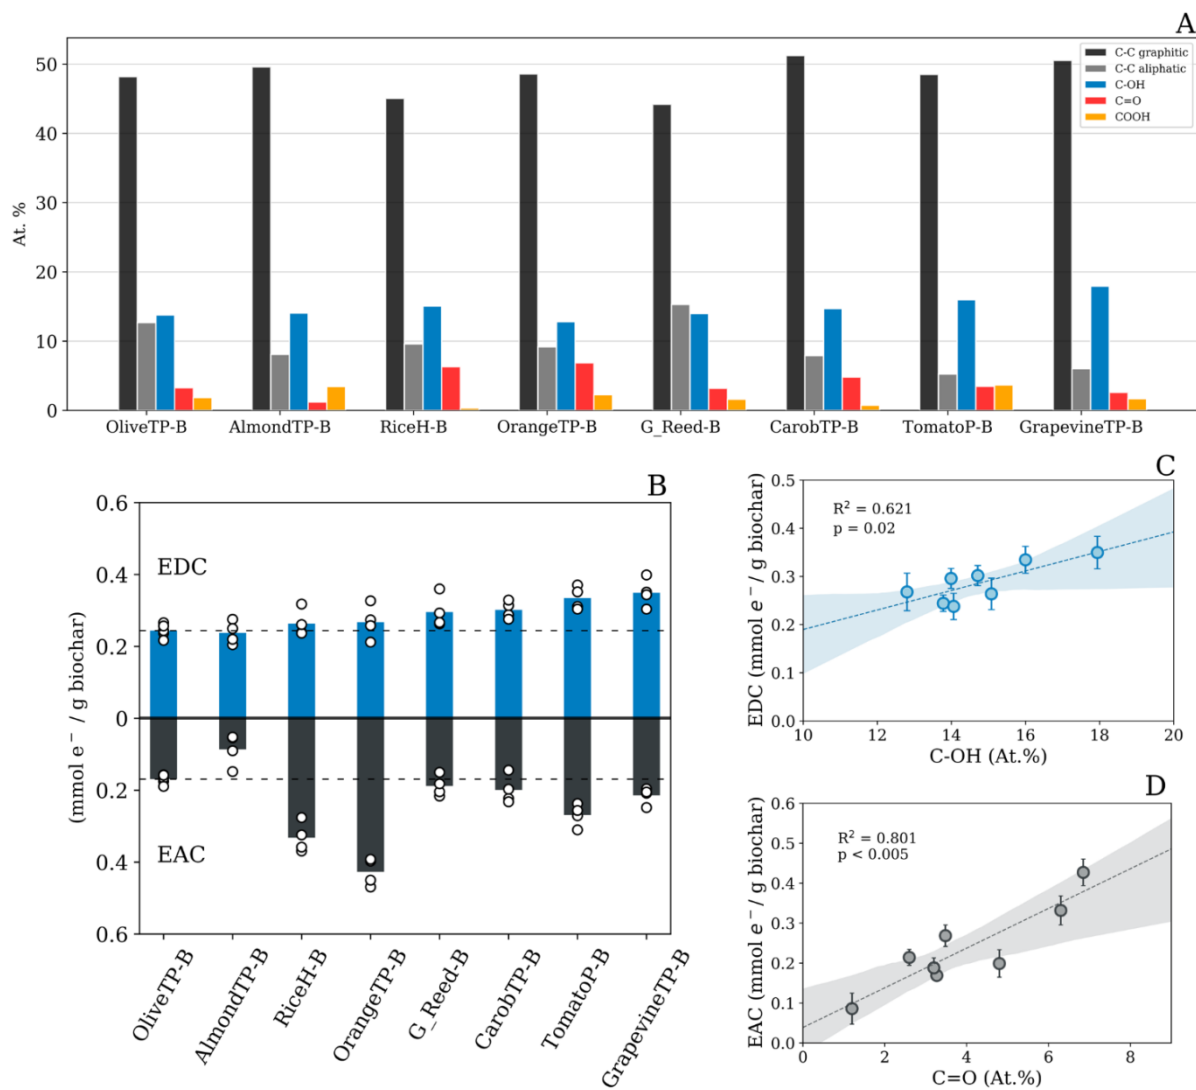 A
C-C graphitic
C-C aliphatic
C-OH
C=O
COOH
At. %
50
40
30
20
10
0
OliveTP-B AlmondTP-B RiceH-B OrangeTP-B G_Reed-B CarobTP-B TomatoP-B GrapevineTP-B
B
(mmol e⁻ / g biochar)
0.6
0.4
0.2
0
0.2
0.4
0.6
EDC
EAC
OliveTP-B AlmondTP-B RiceH-B OrangeTP-B G_Reed-B CarobTP-B TomatoP-B GrapevineTP-B
C
EDC (mmol e⁻ / g biochar)
0.5
0.4
0.3
0.2
0.1
0.0
R² = 0.621
p = 0.02
10 12 14 16 18 20
C-OH (At.%)
D
EAC (mmol e⁻ / g biochar)
0.6
0.5
0.4
0.3
0.2
0.1
0.0
R² = 0.801
p < 0.005
0 2 4 6 8
C=O (At.%)